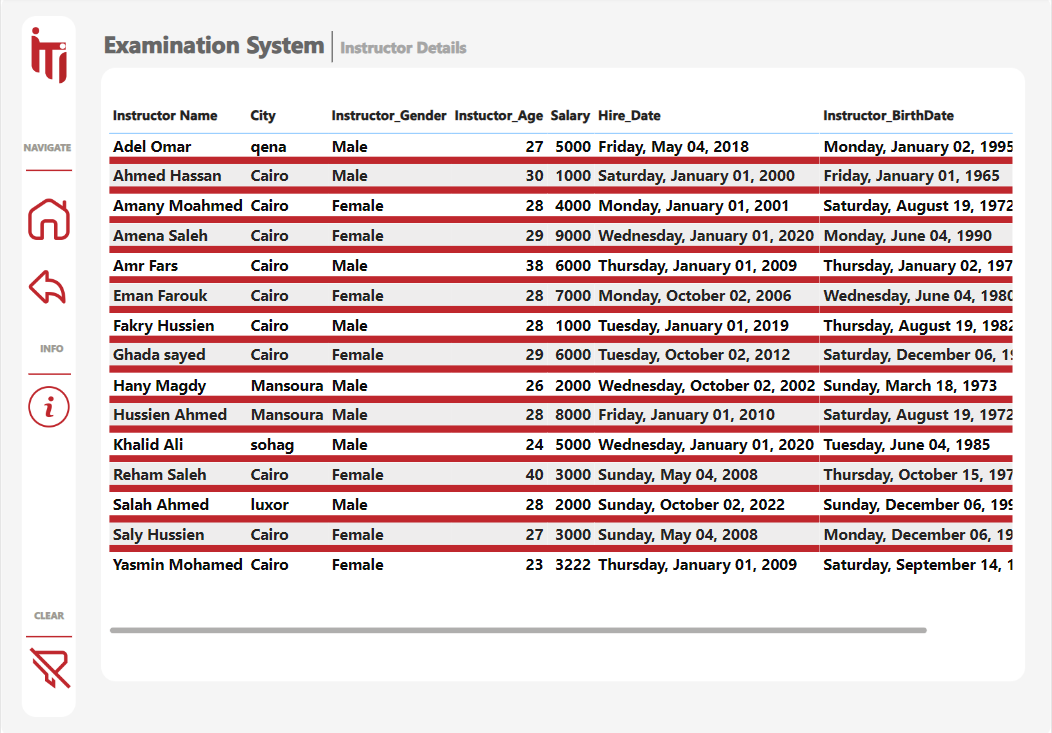 iTi
Examination System | Instructor Details
NAVIGATE
INFO
CLEAR
Instructor Name City Instructor_Gender Instuctor_Age Salary Hire_Date Instructor_BirthDate
Adel Omar qena Male 27 5000 Friday, May 04, 2018 Monday, January 02, 1995
Ahmed Hassan Cairo Male 30 1000 Saturday, January 01, 2000 Friday, January 01, 1965
Amany Moahmed Cairo Female 28 4000 Monday, January 01, 2001 Saturday, August 19, 1972
Amena Saleh Cairo Female 29 9000 Wednesday, January 01, 2020 Monday, June 04, 1990
Amr Fars Cairo Male 38 6000 Thursday, January 01, 2009 Thursday, January 02, 197
Eman Farouk Cairo Female 28 7000 Monday, October 02, 2006 Wednesday, June 04, 1980
Fakry Hussien Cairo Male 28 1000 Tuesday, January 01, 2019 Thursday, August 19, 1982
Ghada sayed Cairo Female 29 6000 Tuesday, October 02, 2012 Saturday, December 06, 19
Hany Magdy Mansoura Male 26 2000 Wednesday, October 02, 2002 Sunday, March 18, 1973
Hussien Ahmed Mansoura Male 28 8000 Friday, January 01, 2010 Saturday, August 19, 1972
Khalid Ali sohag Male 24 5000 Wednesday, January 01, 2020 Tuesday, June 04, 1985
Reham Saleh Cairo Female 40 3000 Sunday, May 04, 2008 Thursday, October 15, 197
Salah Ahmed luxor Male 28 2000 Sunday, October 02, 2022 Sunday, December 06, 199
Saly Hussien Cairo Female 27 3000 Sunday, May 04, 2008 Monday, December 06, 19
Yasmin Mohamed Cairo Female 23 3222 Thursday, January 01, 2009 Saturday, September 14, 1